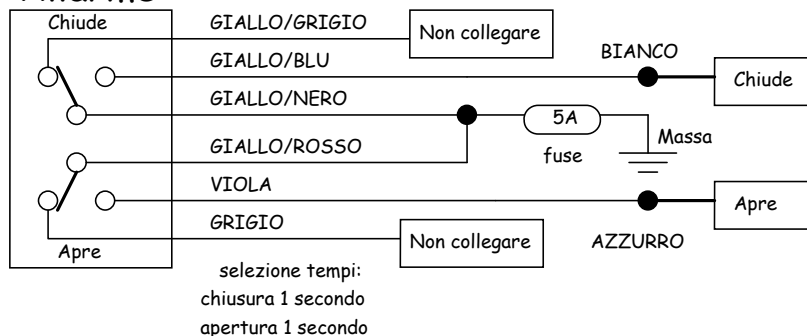 Chiude
GIALLO/GRIGIO
Non collegare
GIALLO/BLU
BIANCO
Chiude
GIALLO/NERO
5A
fuse
Massa
GIALLO/ROSSO
VIOLA
Apre
GRIGIO
Non collegare
AZZURRO
Apre
selezione tempi:
chiusura 1 secondo
apertura 1 secondo